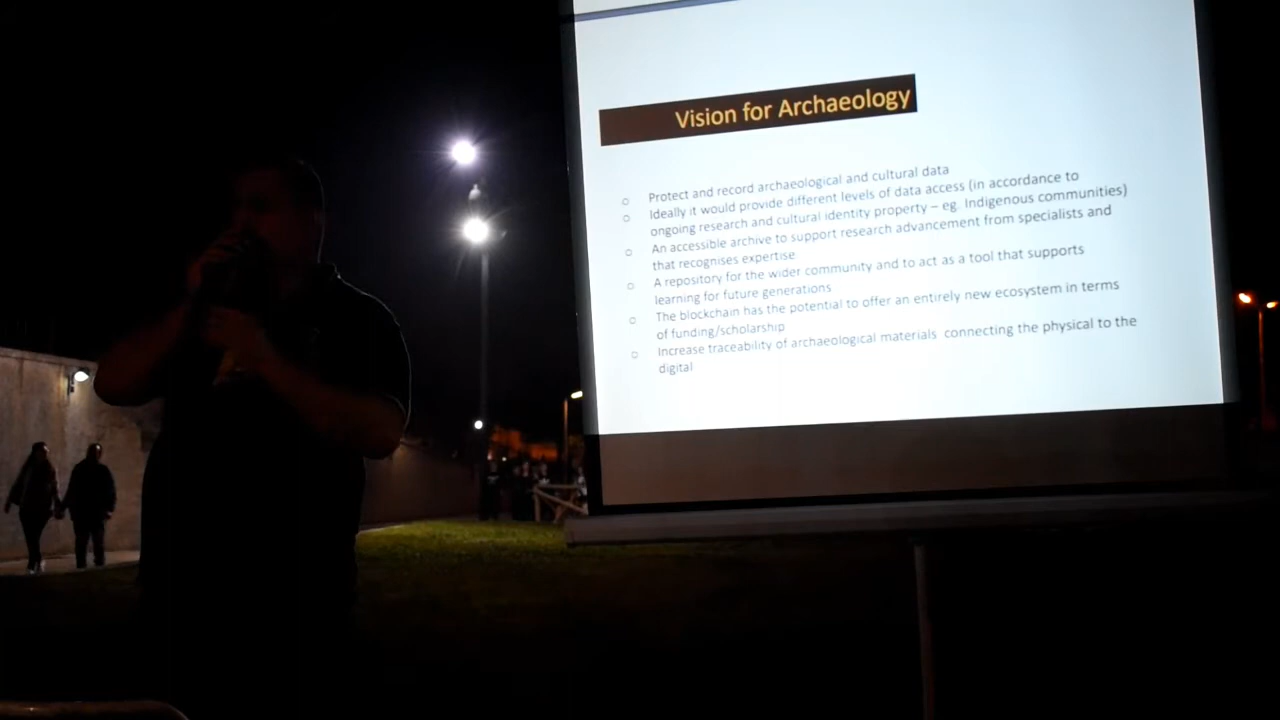 Vision for Archaeology
Protect and record archaeological and cultural data
Ideally it would provide different levels of data access (in accordance to
ongoing research and cultural identity property – eg. Indigenous communities)
An accessible archive to support research advancement from specialists and
that recognises expertise
A repository for the wider community and to act as a tool that supports
learning for future generations
The blockchain has the potential to offer an entirely new ecosystem in terms
of funding/scholarship
Increase traceability of archaeological materials connecting the physical to the
digital